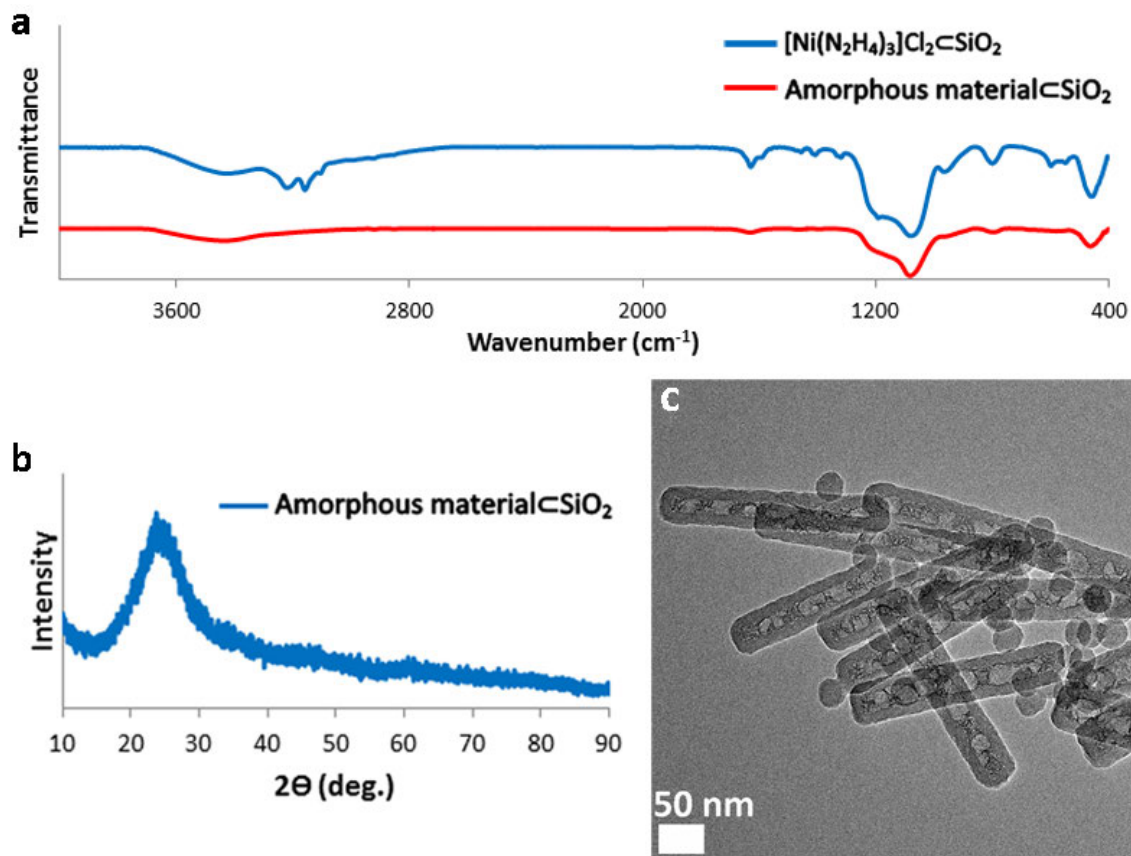 a
[Ni(N₂H₄)₃]Cl₂⊂SiO₂
Amorphous material⊂SiO₂
Transmittance
3600 2800 2000 1200 400
Wavenumber (cm⁻¹)
b
Amorphous material⊂SiO₂
Intensity
10 20 30 40 50 60 70 80 90
2Θ (deg.)
c
50 nm